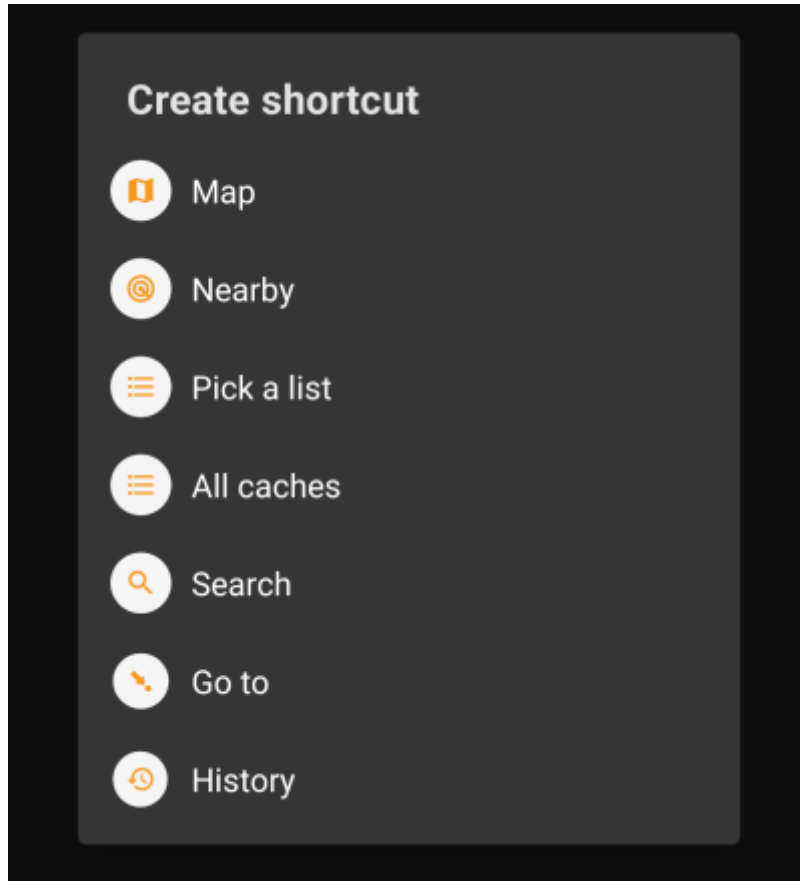 Create shortcut
Map
Nearby
Pick a list
All caches
Search
Go to
History